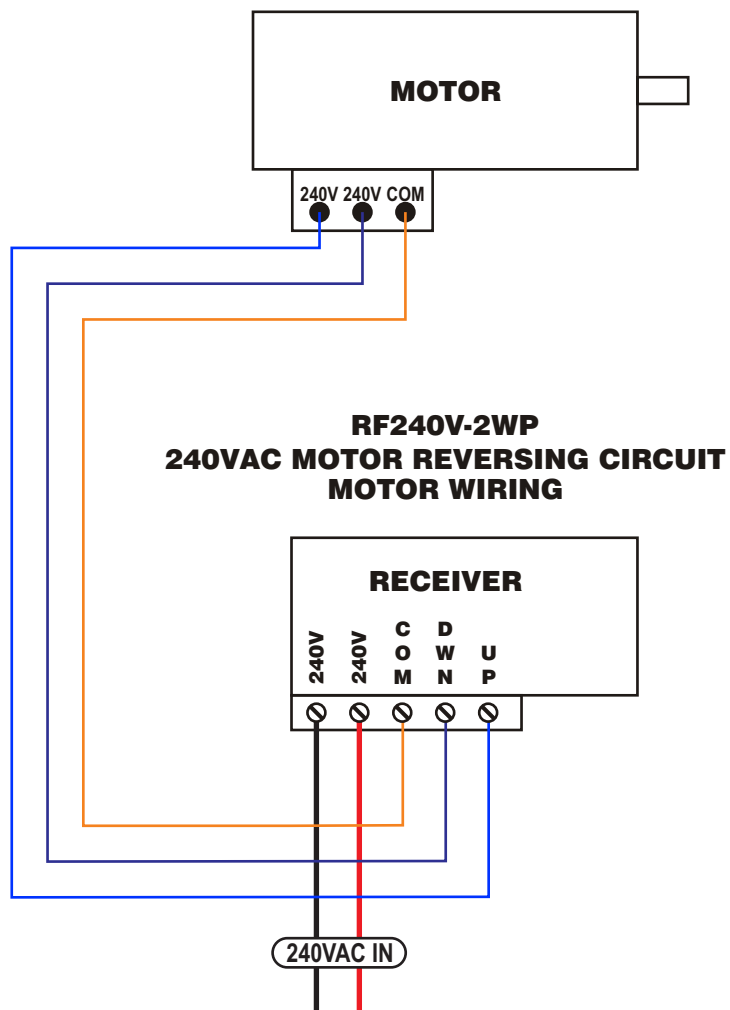 MOTOR
240V 240V COM
RF240V-2WP
240VAC MOTOR REVERSING CIRCUIT
MOTOR WIRING
RECEIVER
240V 240V COM DWN UP
240VAC IN